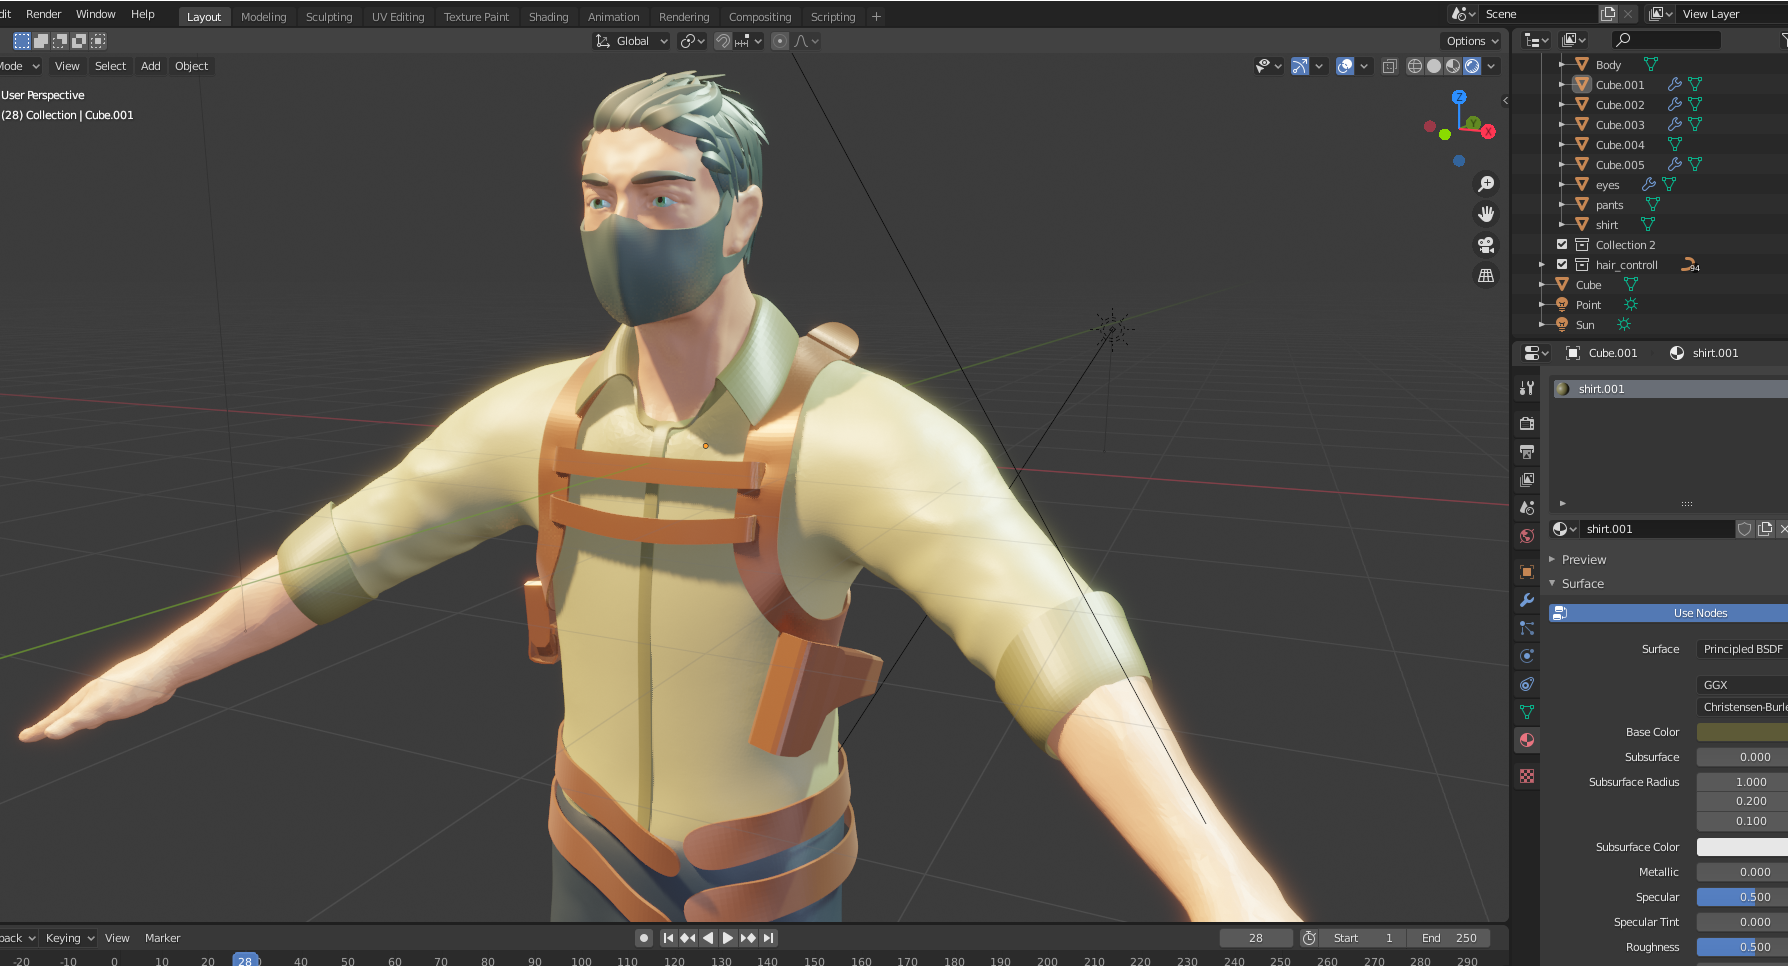 dit Render Window Help Layout Modeling Sculpting UV Editing Texture Paint Shading Animation Rendering Compositing Scripting + Scene View Layer
Global Options
Mode View Select Add Object
User Perspective
(28) Collection | Cube.001
Z
Y
X
Body
Cube.001
Cube.002
Cube.003
Cube.004
Cube.005
eyes
pants
shirt
Collection 2
hair_controll 94
Cube
Point
Sun
Cube.001 shirt.001
shirt.001
shirt.001
Preview
Surface
Use Nodes
Surface Principled BSDF
GGX
Christensen-Burle
Base Color
Subsurface 0.000
Subsurface Radius 1.000
0.200
0.100
Subsurface Color
Metallic 0.000
Specular 0.500
Specular Tint 0.000
Roughness 0.500
back Keying View Marker 28 Start 1 End 250
-20 -10 0 10 20 28 40 50 60 70 80 90 100 110 120 130 140 150 160 170 180 190 200 210 220 230 240 250 260 270 280 290